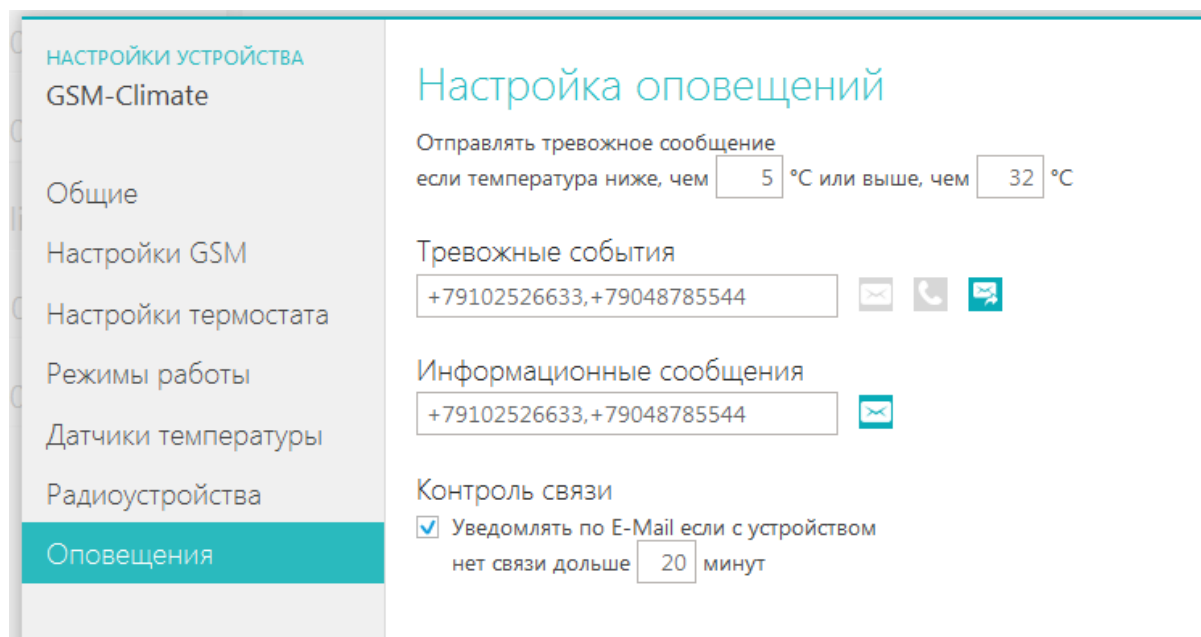 НАСТРОЙКИ УСТРОЙСТВА
GSM-Climate
Общие
Настройки GSM
Настройки термостата
Режимы работы
Датчики температуры
Радиоустройства
Оповещения
Настройка оповещений
Отправлять тревожное сообщение
если температура ниже, чем 5 °C или выше, чем 32 °C
Тревожные события
+79102526633,+79048785544
Информационные сообщения
+79102526633,+79048785544
Контроль связи
Уведомлять по E-Mail если с устройством
нет связи дольше 20 минут